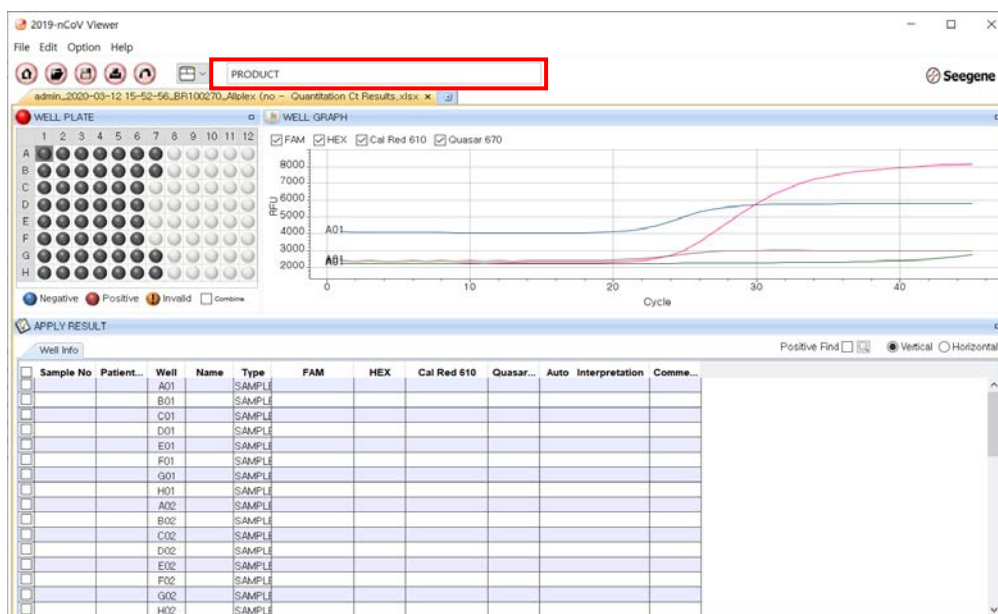 2019-nCoV Viewer
File Edit Option Help
PRODUCT
Seegene
admin_2020-03-12 15-52-56_BR100270_Allplex (no - Quantitation Ct Results.xlsx
WELL PLATE
WELL GRAPH
1 2 3 4 5 6 7 8 9 10 11 12
A
B
C
D
E
F
G
H
Negative Positive Invalid Combine
FAM HEX Cal Red 610 Quasar 670
8000
7000
6000
5000
4000
3000
2000
RFU
A01
A01
0 10 20 30 40
Cycle
APPLY RESULT
Well Info
Positive Find Vertical Horizontal
Sample No Patient... Well Name Type FAM HEX Cal Red 610 Quasar... Auto Interpretation Comme...
A01 SAMPLE
B01 SAMPLE
C01 SAMPLE
D01 SAMPLE
E01 SAMPLE
F01 SAMPLE
G01 SAMPLE
H01 SAMPLE
A02 SAMPLE
B02 SAMPLE
C02 SAMPLE
D02 SAMPLE
E02 SAMPLE
F02 SAMPLE
G02 SAMPLE
H02 SAMPLE